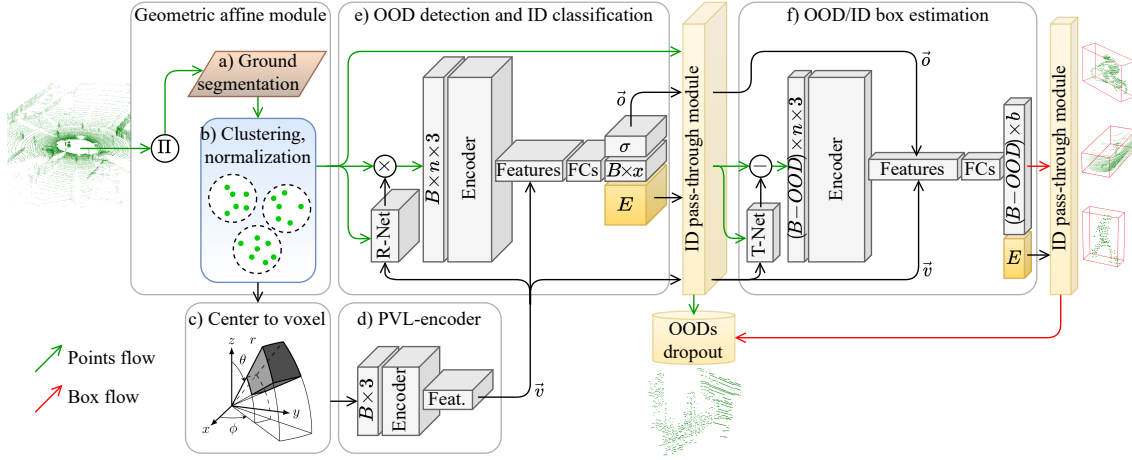 Geometric affine module
a) Ground
segmentation
Π
b) Clustering,
normalization
c) Center to voxel
z
r
θ
y
x
ϕ
Points flow
Box flow
d) PVL-encoder
B×3
Encoder
Feat.
v⃗
e) OOD detection and ID classification
×
R-Net
B×n×3
Encoder
Features
FCs
o⃗
σ
B×x
E
ID pass-through module
OODs
dropout
f) OOD/ID box estimation
−
T-Net
(B−OOD)×n×3
Encoder
o⃗
Features
FCs
v⃗
(B−OOD)×b
E
ID pass-through module